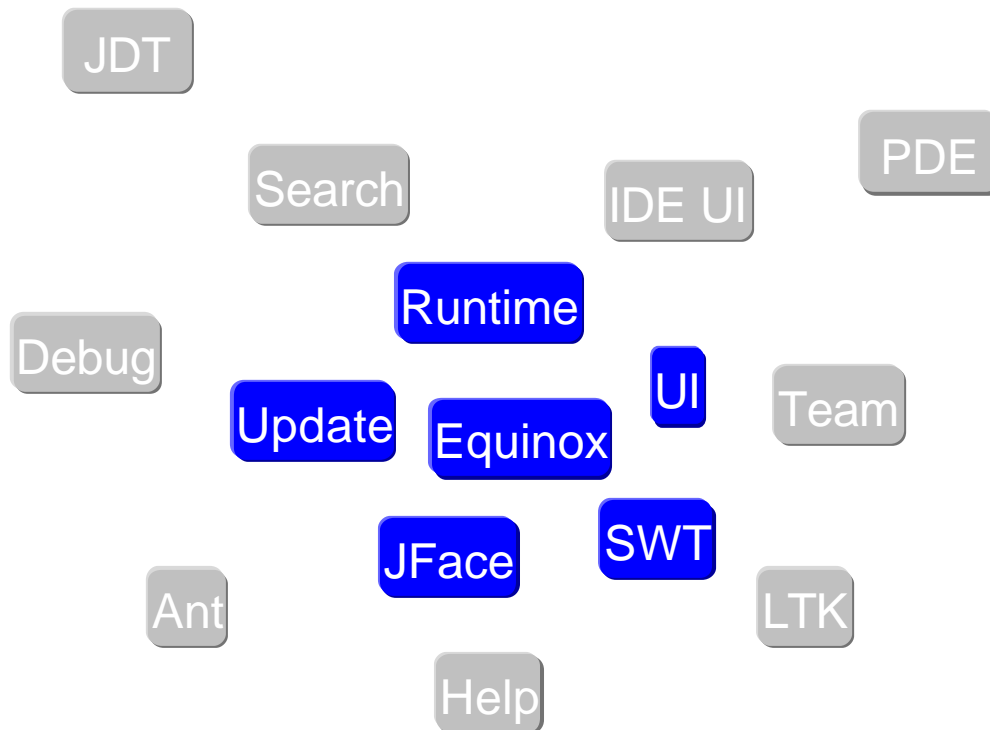 JDT
PDE
Search
IDE UI
Runtime
Debug
UI
Team
Update
Equinox
SWT
JFace
Ant
LTK
Help